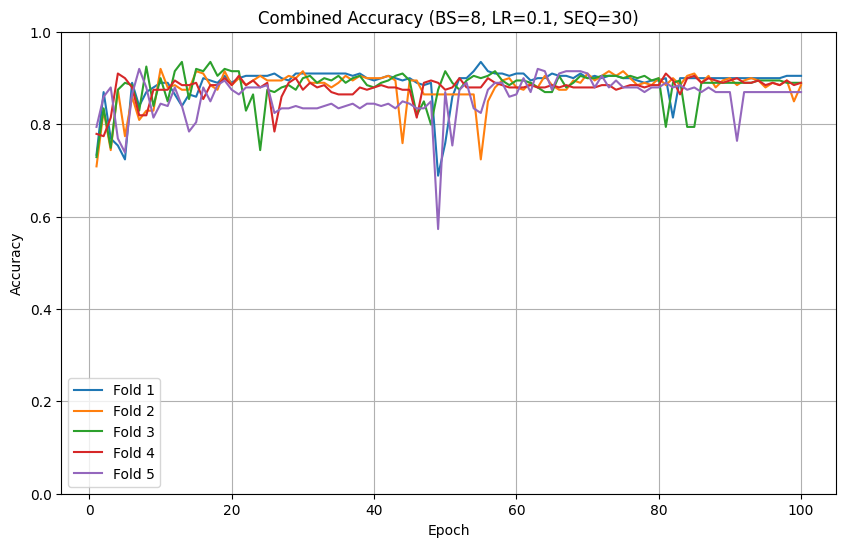 Combined Accuracy (BS=8, LR=0.1, SEQ=30)
1.0
0.8
0.6
0.4
0.2
0.0
Accuracy
Fold 1
Fold 2
Fold 3
Fold 4
Fold 5
0 20 40 60 80 100
Epoch